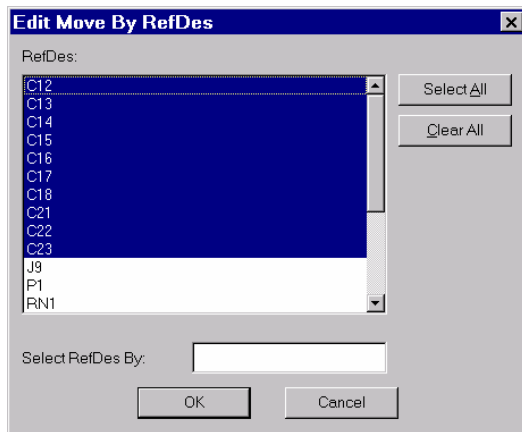 Edit Move By RefDes
RefDes:
C12
C13
C14
C15
C16
C17
C18
C21
C22
C23
J9
P1
RN1
Select All
Clear All
Select RefDes By:
OK
Cancel